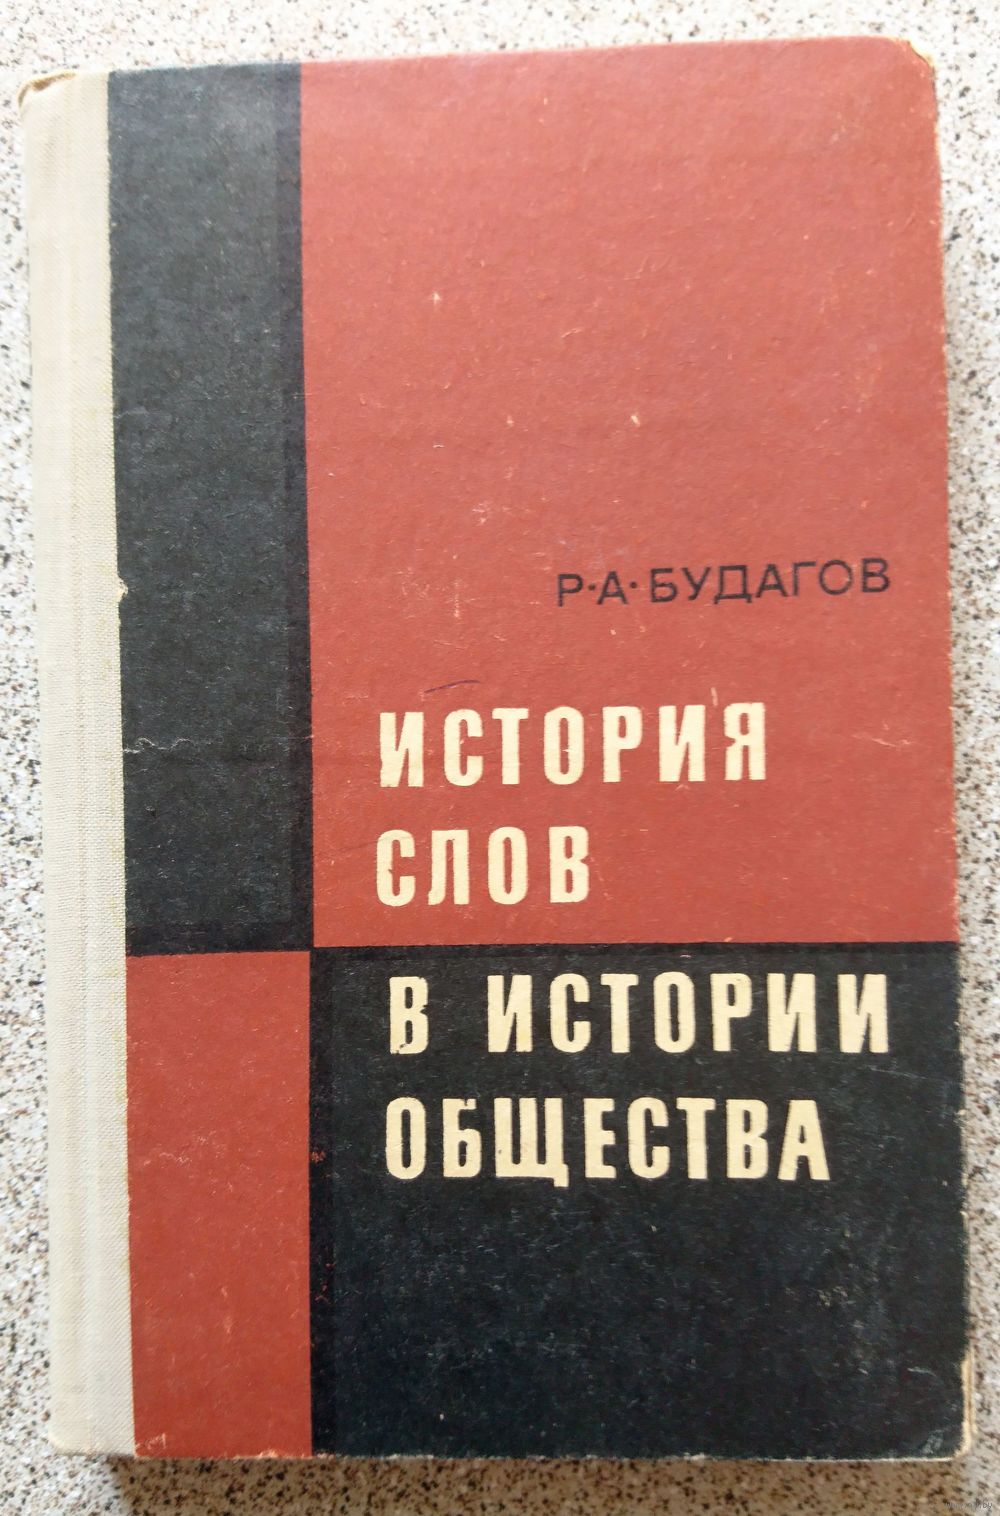 Р·А·БУДАГОВ
ИСТОРИЯ
СЛОВ
В ИСТОРИИ
ОБЩЕСТВА